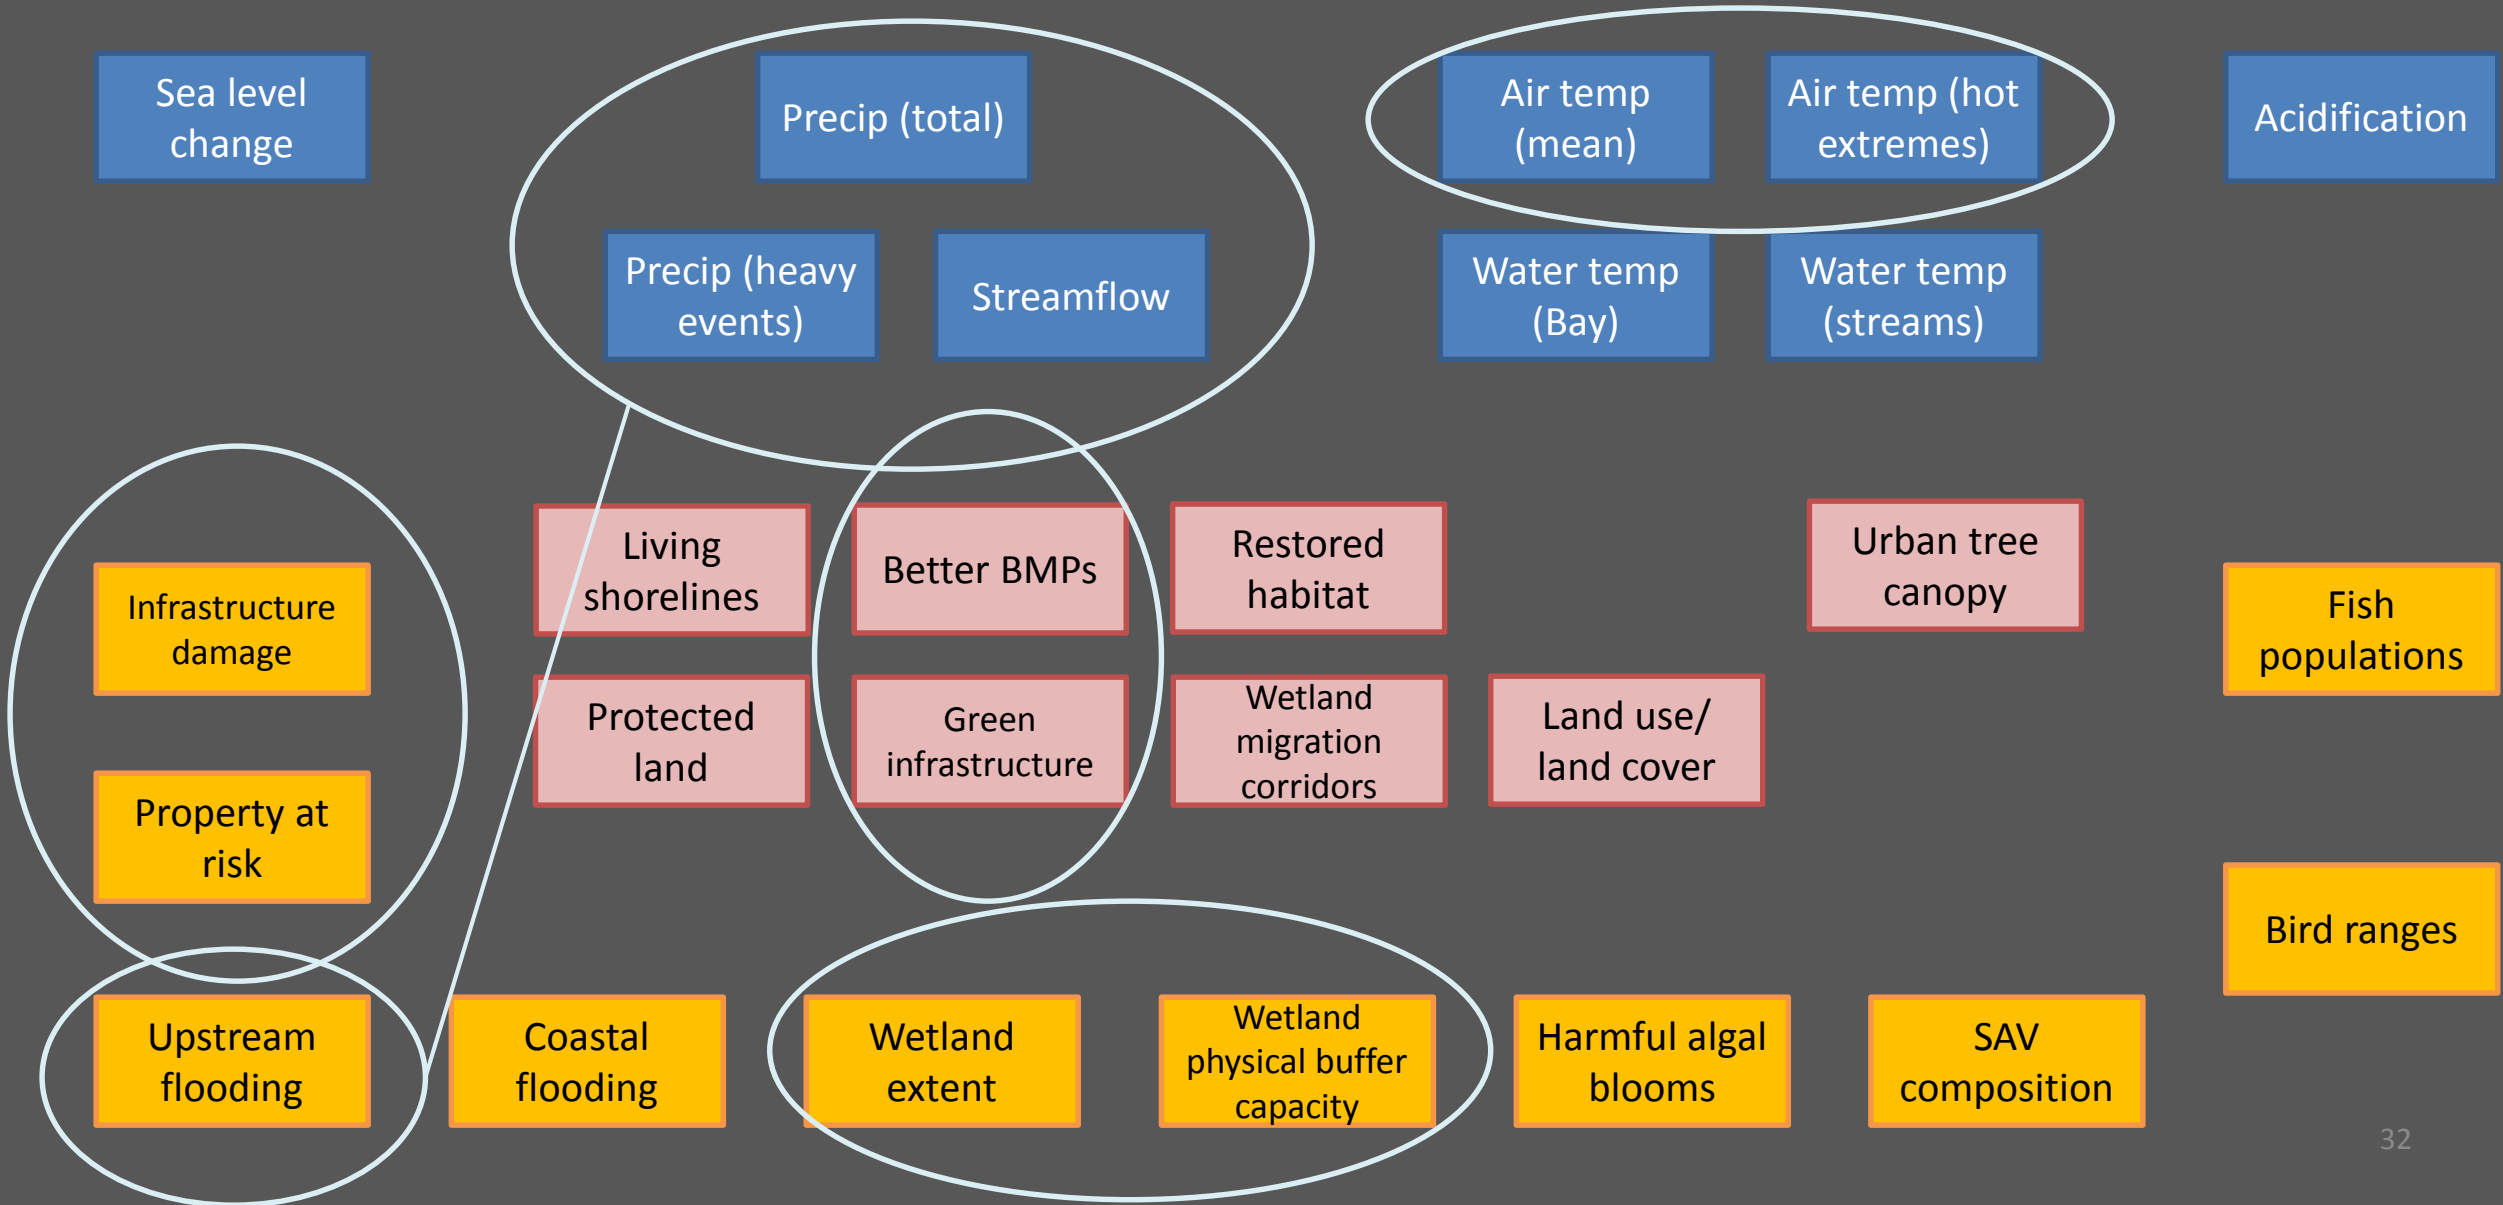 Sea level
change
Precip (total)
Air temp
(mean)
Air temp (hot
extremes)
Acidification
Precip (heavy
events)
Streamflow
Water temp
(Bay)
Water temp
(streams)
Living
shorelines
Better BMPs
Restored
habitat
Urban tree
canopy
Infrastructure
damage
Fish
populations
Protected
land
Green
infrastructure
Wetland
migration
corridors
Land use/
land cover
Property at
risk
Bird ranges
Upstream
flooding
Coastal
flooding
Wetland
extent
Wetland
physical buffer
capacity
Harmful algal
blooms
SAV
composition
32